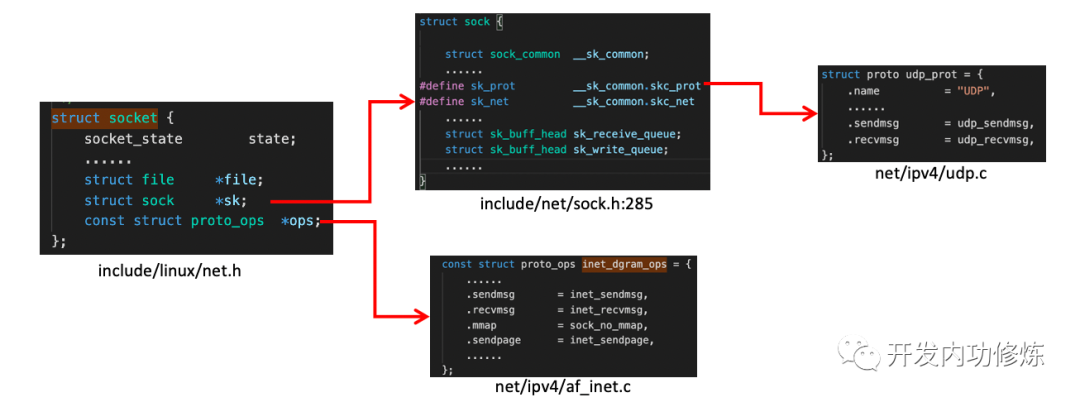 struct socket {
socket_state state;
......
struct file *file;
struct sock *sk;
const struct proto_ops *ops;
};
include/linux/net.h
struct sock {
struct sock_common __sk_common;
......
#define sk_prot __sk_common.skc_prot
#define sk_net __sk_common.skc_net
......
struct sk_buff_head sk_receive_queue;
struct sk_buff_head sk_write_queue;
......
}
include/net/sock.h:285
struct proto udp_prot = {
.name = "UDP",
......
.sendmsg = udp_sendmsg,
.recvmsg = udp_recvmsg,
};
net/ipv4/udp.c
const struct proto_ops inet_dgram_ops = {
......
.sendmsg = inet_sendmsg,
.recvmsg = inet_recvmsg,
.mmap = sock_no_mmap,
.sendpage = inet_sendpage,
......
};
net/ipv4/af_inet.c
开发内功修炼